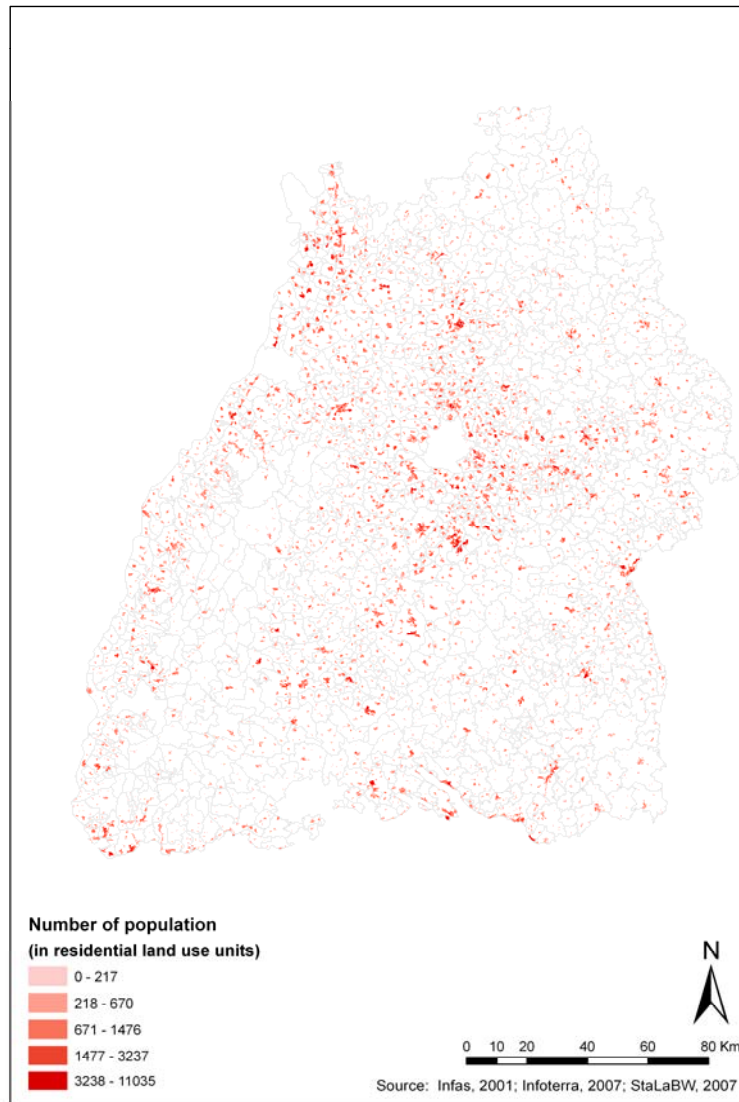 Number of population
(in residential land use units)
0 - 217
218 - 670
671 - 1476
1477 - 3237
3238 - 11035
N
0 10 20 40 60 80 Km
Source: Infas, 2001; Infoterra, 2007; StaLaBW, 2007